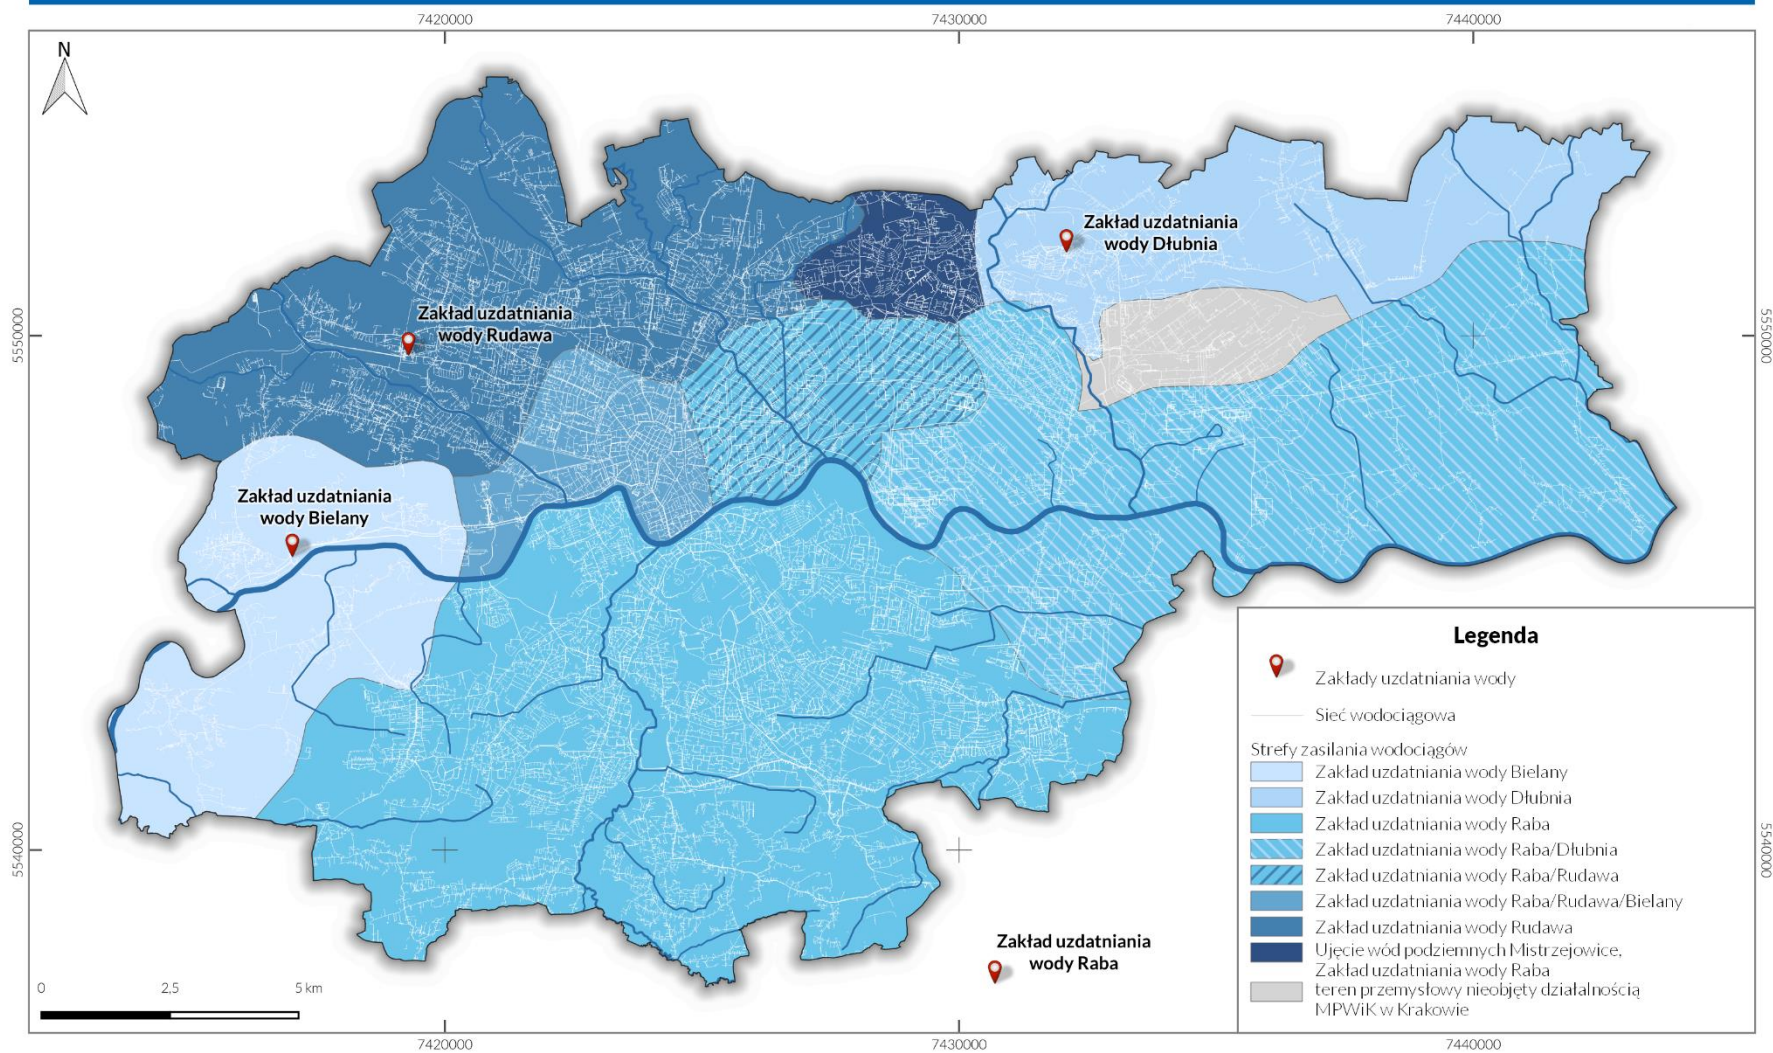 7420000
7430000
7440000
N
Zakład uzdatniania
wody Dłubnia
Zakład uzdatniania
wody Rudawa
5550000
5550000
Zakład uzdatniania
wody Bielany
Legenda
Zakłady uzdatniania wody
Sieć wodociągowa
Strefy zasilania wodociągów
Zakład uzdatniania wody Bielany
Zakład uzdatniania wody Dłubnia
Zakład uzdatniania wody Raba
Zakład uzdatniania wody Raba/Dłubnia
Zakład uzdatniania wody Raba/Rudawa
Zakład uzdatniania wody Raba/Rudawa/Bielany
Zakład uzdatniania wody Rudawa
Ujęcie wód podziemnych Mistrzejowice,
Zakład uzdatniania wody Raba
teren przemysłowy nieobjęty działalnością
MPWiK w Krakowie
5540000
5540000
Zakład uzdatniania
wody Raba
0 2,5 5 km
7420000
7430000
7440000